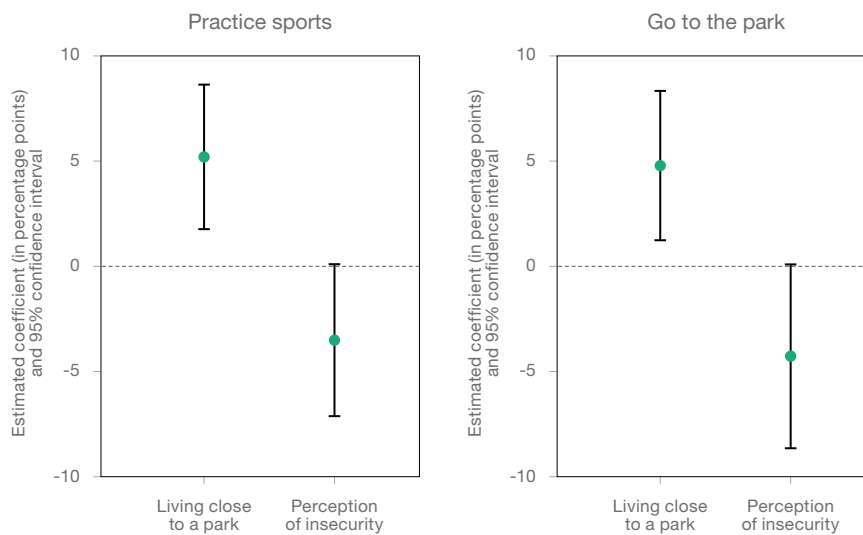 Practice sports
Estimated coefficient (in percentage points)
and 95% confidence interval
10
5
0
-5
-10
Living close
to a park
Perception
of insecurity
Go to the park
Estimated coefficient (in percentage points)
and 95% confidence interval
10
5
0
-5
-10
Living close
to a park
Perception
of insecurity